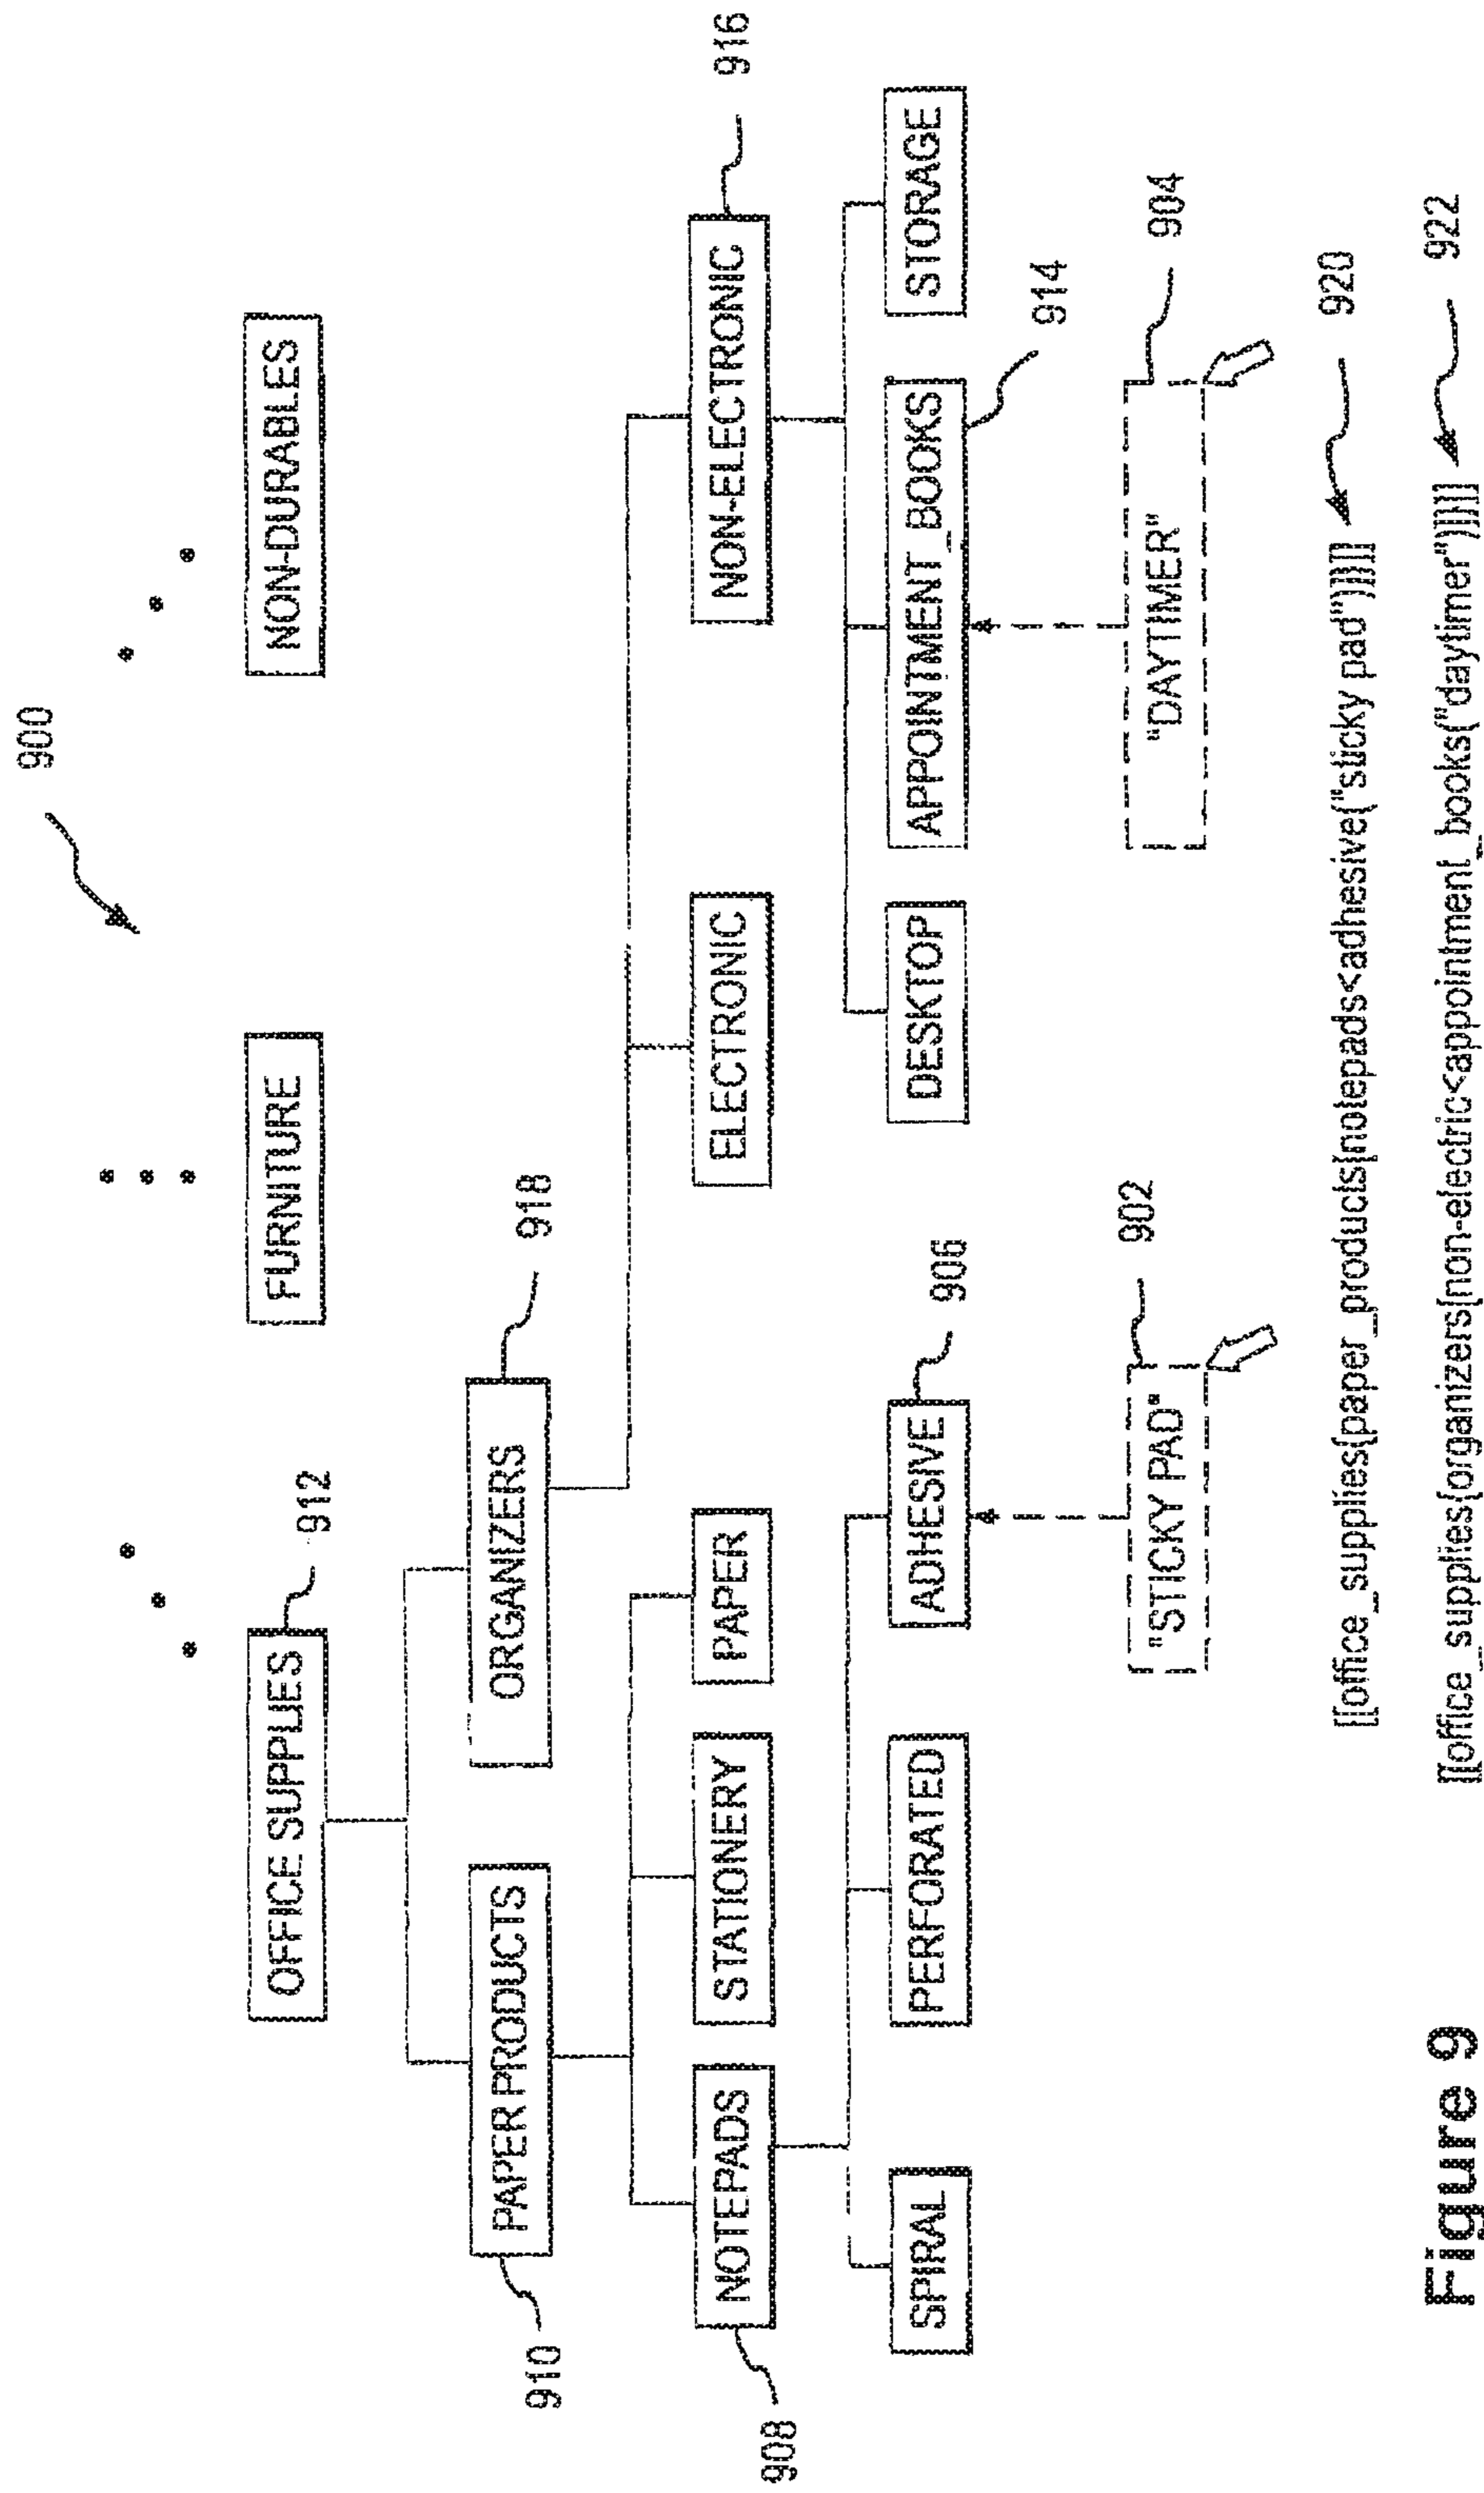 900
OFFICE SUPPLIES
FURNITURE
NON-DURABLES
912
PAPER PRODUCTS
ORGANIZERS
910
918
NOTEPADS
STATIONERY
PAPER
ELECTRONIC
NON-ELECTRONIC
908
916
SPIRAL
PERFORATED
ADHESIVE
DESKTOP
APPOINTMENT_BOOKS
STORAGE
906
914
"STICKY PAD"
"DAYTIMER"
902
904
[[office_supplies{paper_products[notepads<adhesive("sticky pad")}}]]]
920
[[office_supplies{organizers[non-electric<appointment_books("daytimer")}}]]]
922
Figure 9